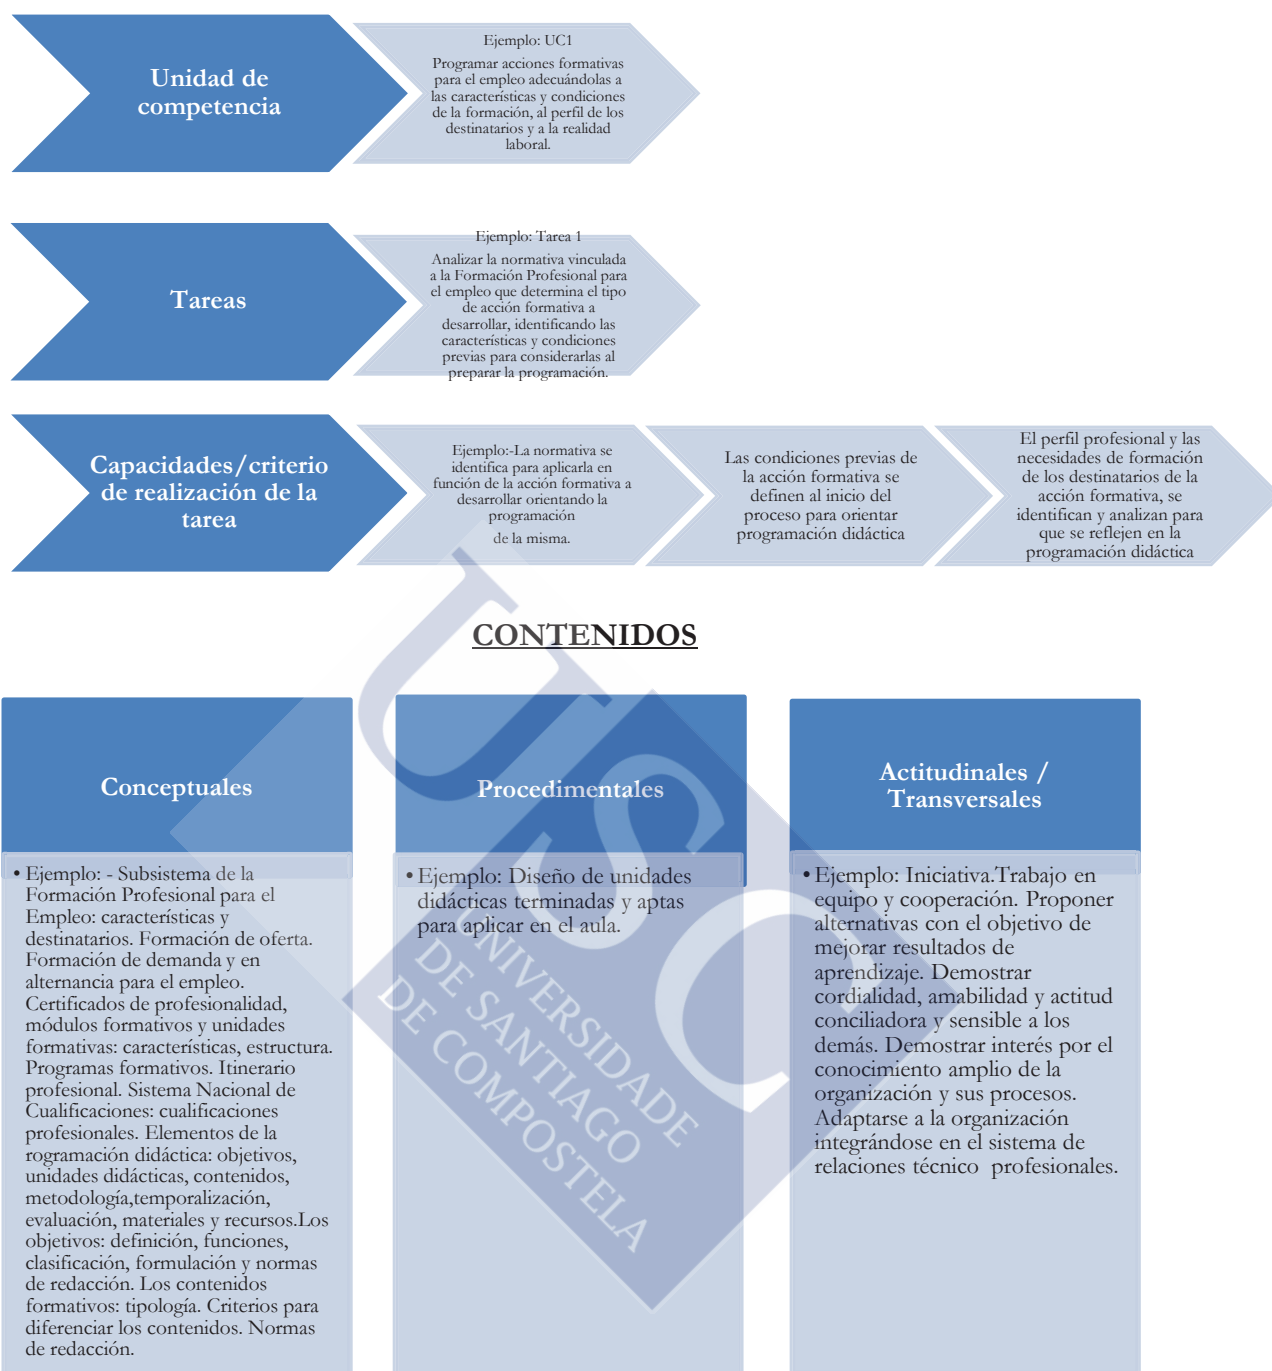 Unidad de
competencia
Ejemplo: UC1
Programar acciones formativas
para el empleo adecuándolas a
las características y condiciones
de la formación, al perfil de los
destinatarios y a la realidad
laboral.
Tareas
Ejemplo: Tarea 1
Analizar la normativa vinculada
a la Formación Profesional para
el empleo que determina el tipo
de acción formativa a
desarrollar, identificando las
características y condiciones
previas para considerarlas al
preparar la programación.
Capacidades/criterio
de realización de la
tarea
Ejemplo:-La normativa se
identifica para aplicarla en
función de la acción formativa a
desarrollar orientando la
programación
de la misma.
Las condiciones previas de
la acción formativa se
definen al inicio del
proceso para orientar
programación didáctica
El perfil profesional y las
necesidades de formación
de los destinatarios de la
acción formativa, se
identifican y analizan para
que se reflejen en la
programación didáctica
CONTENIDOS
Conceptuales
• Ejemplo: - Subsistema de la
Formación Profesional para el
Empleo: características y
destinatarios. Formación de oferta.
Formación de demanda y en
alternancia para el empleo.
Certificados de profesionalidad,
módulos formativos y unidades
formativas: características, estructura.
Programas formativos. Itinerario
profesional. Sistema Nacional de
Cualificaciones: cualificaciones
profesionales. Elementos de la
rogramación didáctica: objetivos,
unidades didácticas, contenidos,
metodología,temporalización,
evaluación, materiales y recursos.Los
objetivos: definición, funciones,
clasificación, formulación y normas
de redacción. Los contenidos
formativos: tipología. Criterios para
diferenciar los contenidos. Normas
de redacción.
Procedimentales
• Ejemplo: Diseño de unidades
didácticas terminadas y aptas
para aplicar en el aula.
Actitudinales /
Transversales
• Ejemplo: Iniciativa.Trabajo en
equipo y cooperación. Proponer
alternativas con el objetivo de
mejorar resultados de
aprendizaje. Demostrar
cordialidad, amabilidad y actitud
conciliadora y sensible a los
demás. Demostrar interés por el
conocimiento amplio de la
organización y sus procesos.
Adaptarse a la organización
integrándose en el sistema de
relaciones técnico  profesionales.
USC
UNIVERSIDADE
DE SANTIAGO
DE COMPOSTELA